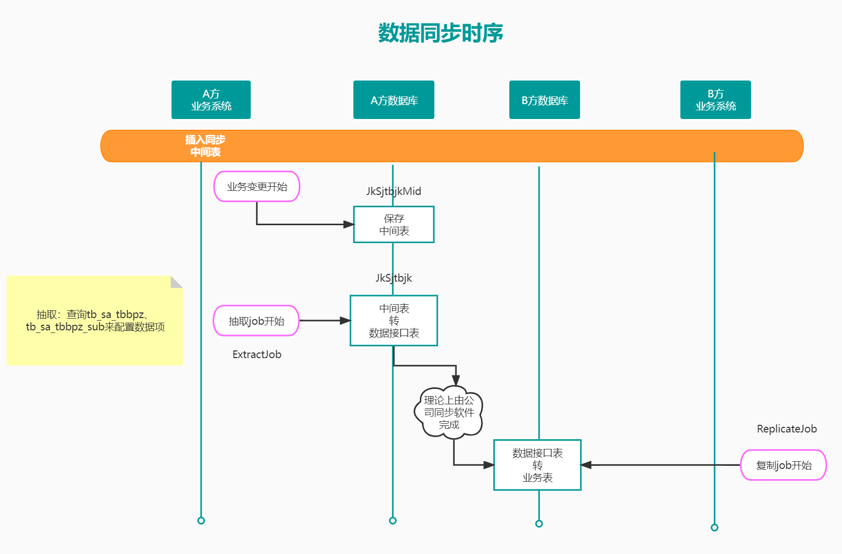 数据同步时序
A方
业务系统
A方数据库
B方数据库
B方
业务系统
插入同步
中间表
业务变更开始
JkSjtbjkMid
保存
中间表
JkSjtbjk
抽取：查询tb_sa_tbbpz、
tb_sa_tbbpz_sub来配置数据项
抽取job开始
中间表
转
数据接口表
ExtractJob
理论上由公
司同步软件
完成
ReplicateJob
数据接口表
转
业务表
复制job开始